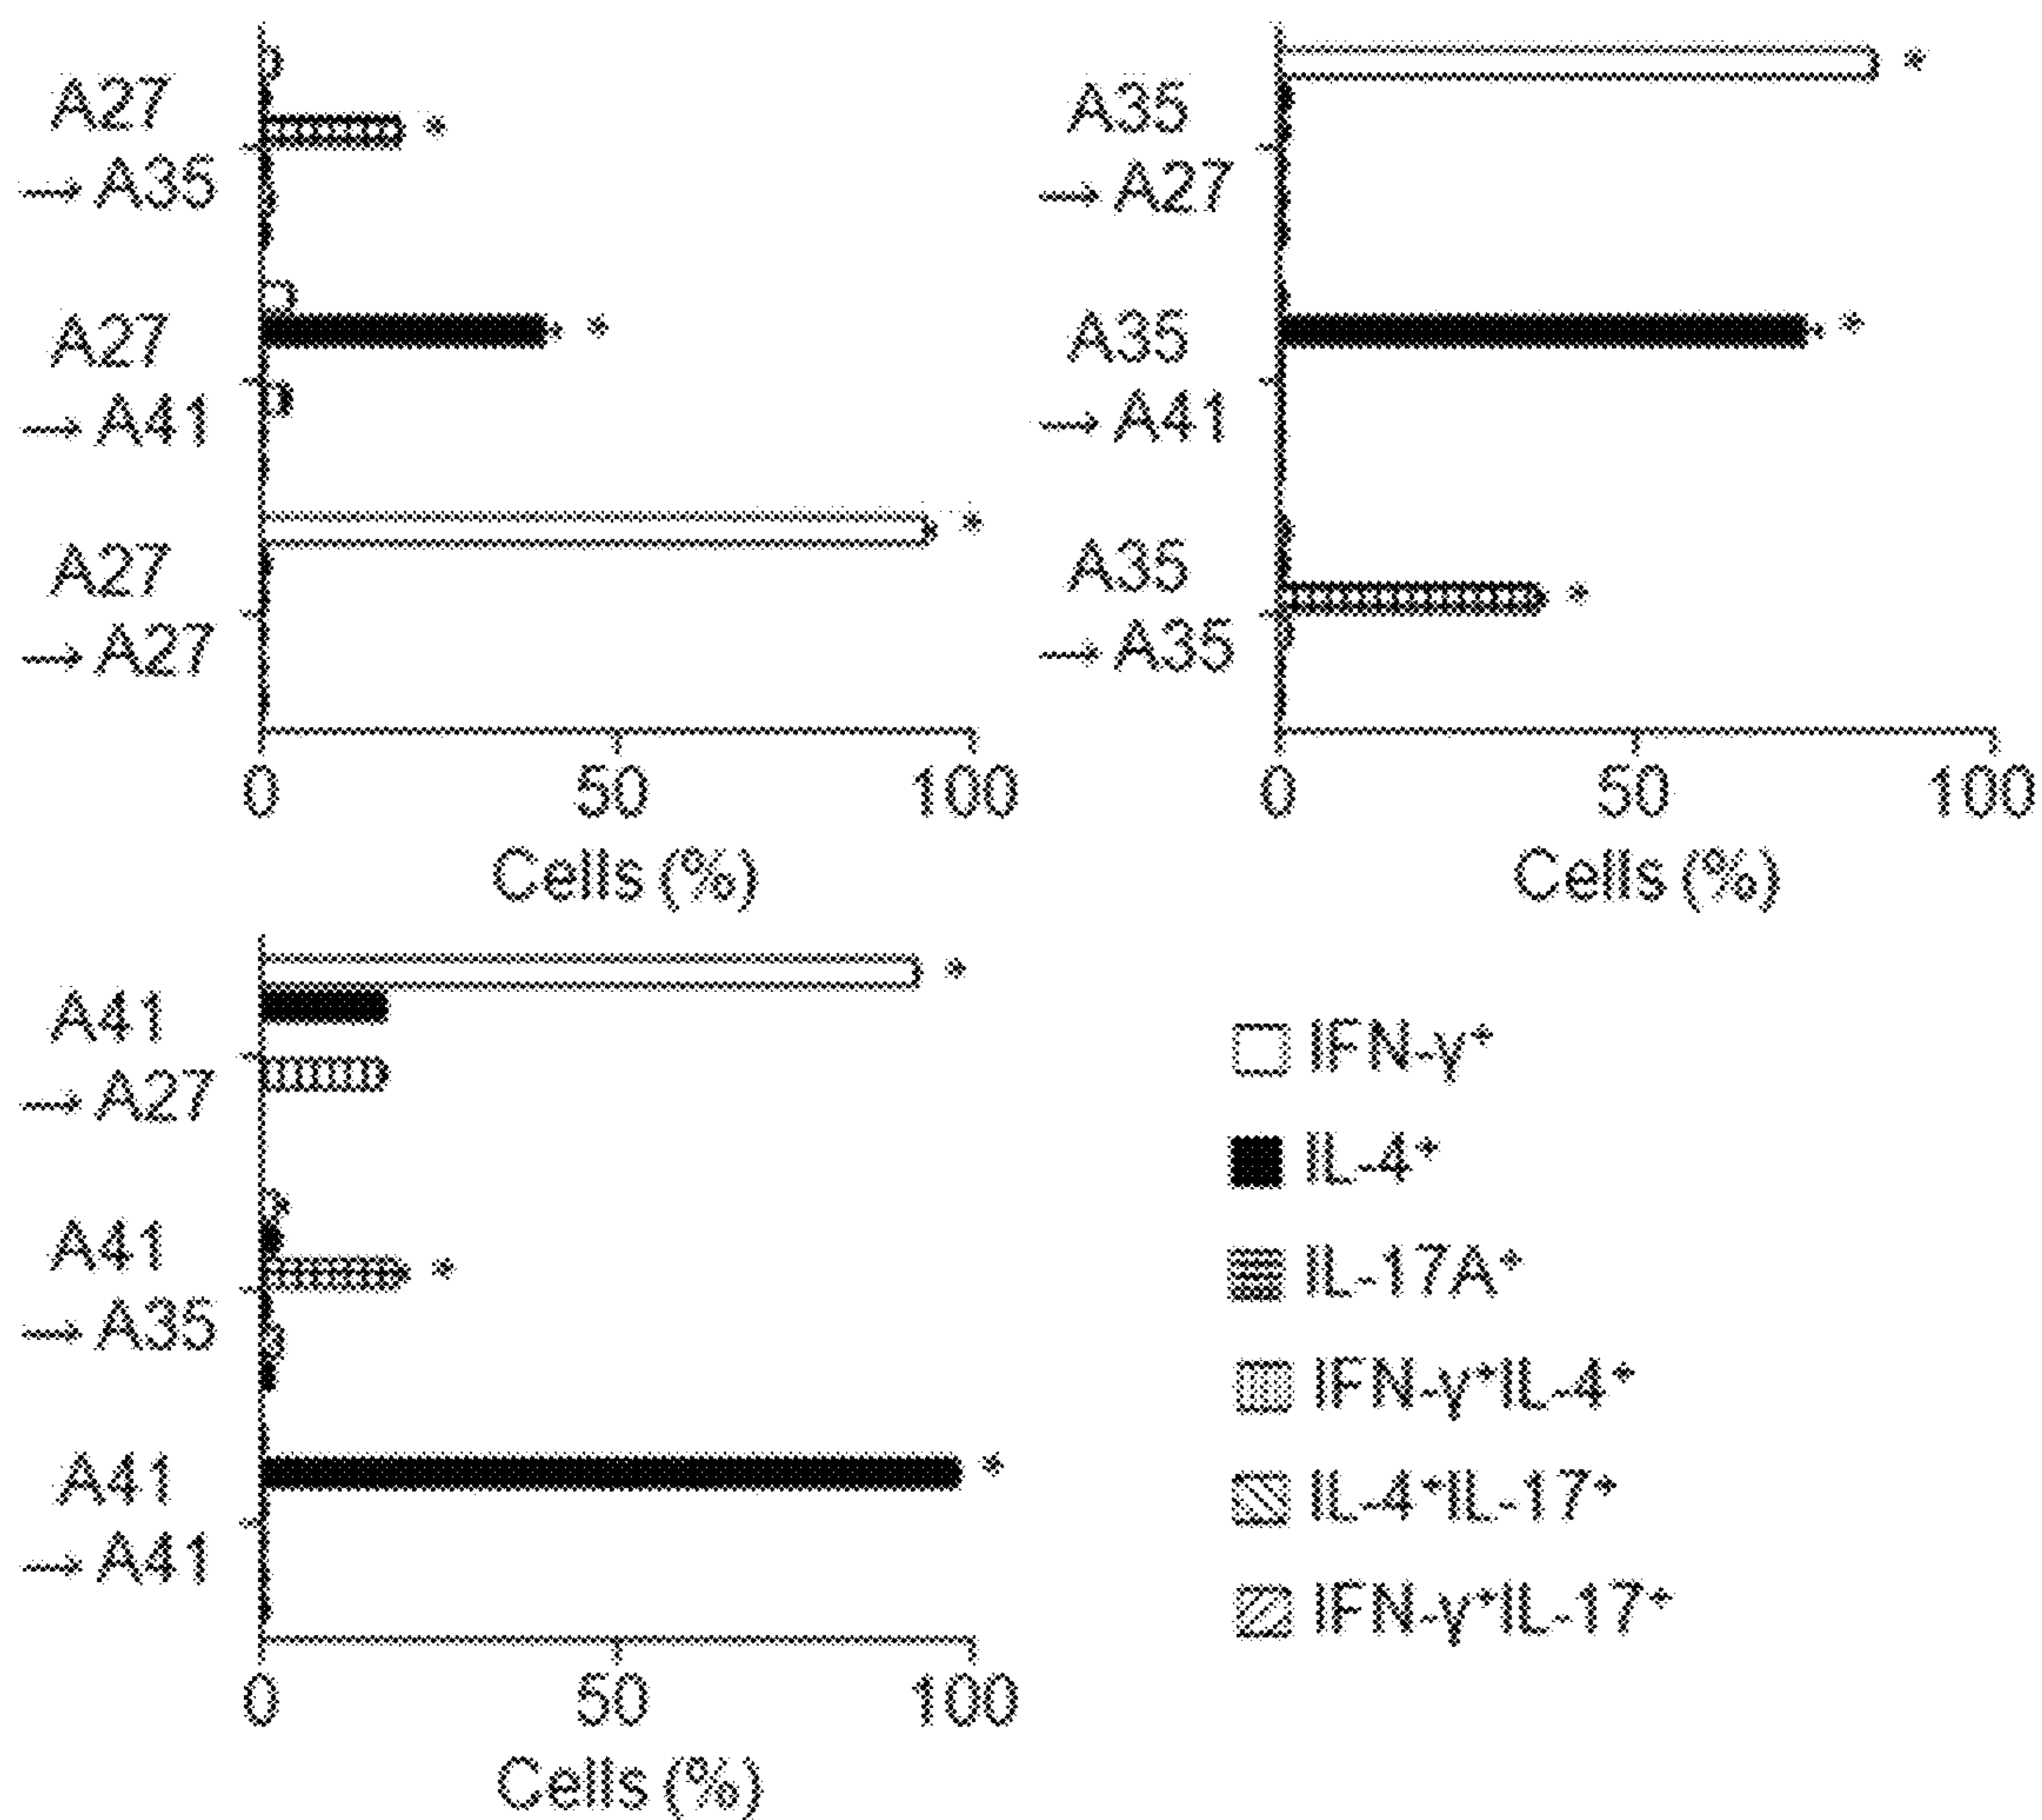 A27
→ A35
A27
→ A41
A27
→ A27
0 50 100
Cells (%)
A35
→ A27
A35
→ A41
A35
→ A35
0 50 100
Cells (%)
A41
→ A27
A41
→ A35
A41
→ A41
0 50 100
Cells (%)
IFN-γ⁺
IL-4⁺
IL-17A⁺
IFN-γ⁺IL-4⁺
IL-4⁺IL-17⁺
IFN-γ⁺IL-17⁺